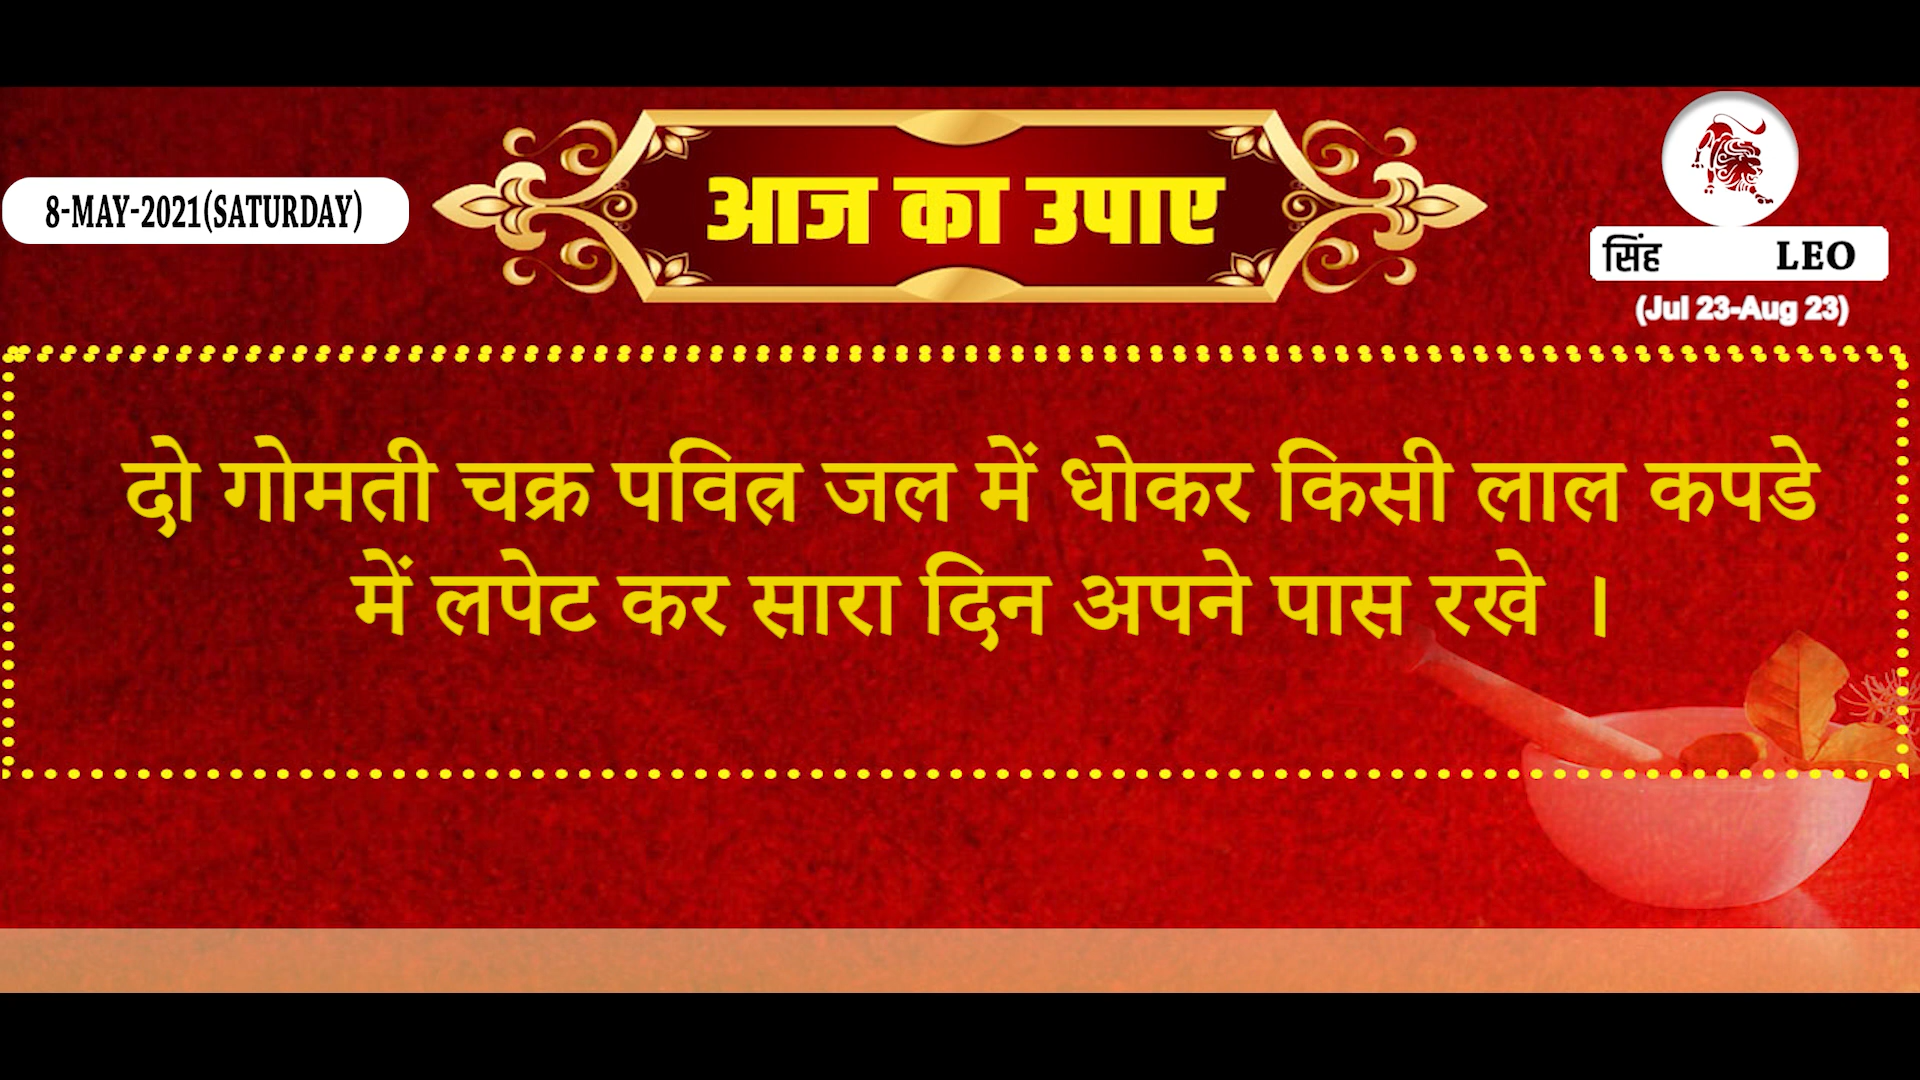 8-MAY-2021(SATURDAY)
आज का उपाए
सिंह LEO
(Jul 23-Aug 23)
दो गोमती चक्र पवित्र जल में धोकर किसी लाल कपडे
में लपेट कर सारा दिन अपने पास रखे ।